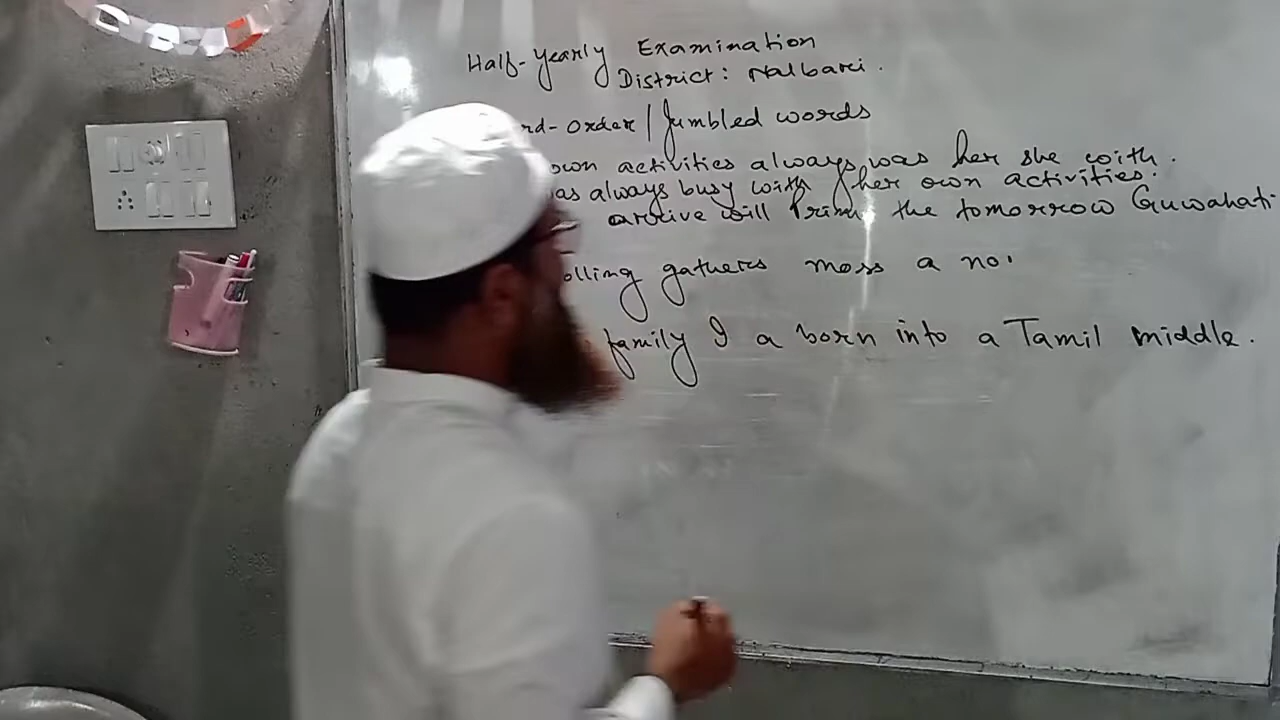 Half-Yearly Examination
District: Nalbari.
rd-Order / Jumbled words
own activities always was her she with.
as always busy with her own activities.
arrive will Prime the tomorrow Guwahati
olling gathers moss a no.
family I a born into a Tamil middle.